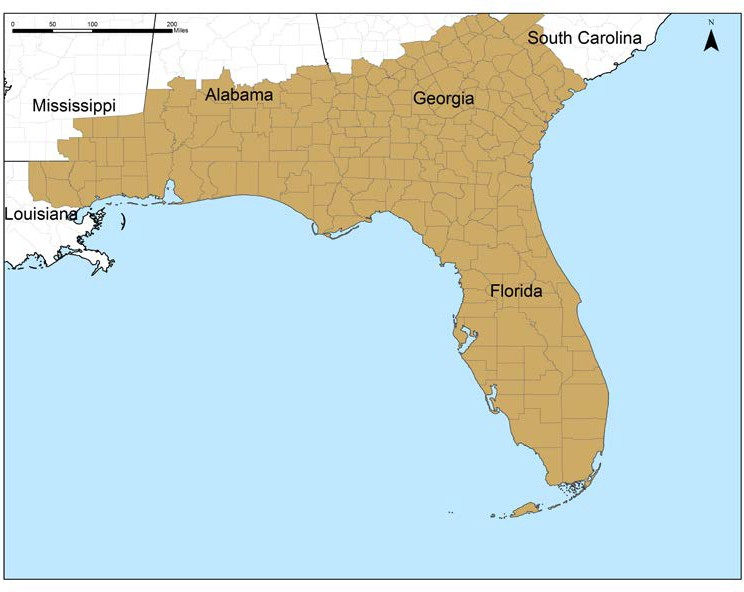 0 50 100 200
Miles
N
South Carolina
Alabama
Georgia
Mississippi
Louisiana
Florida